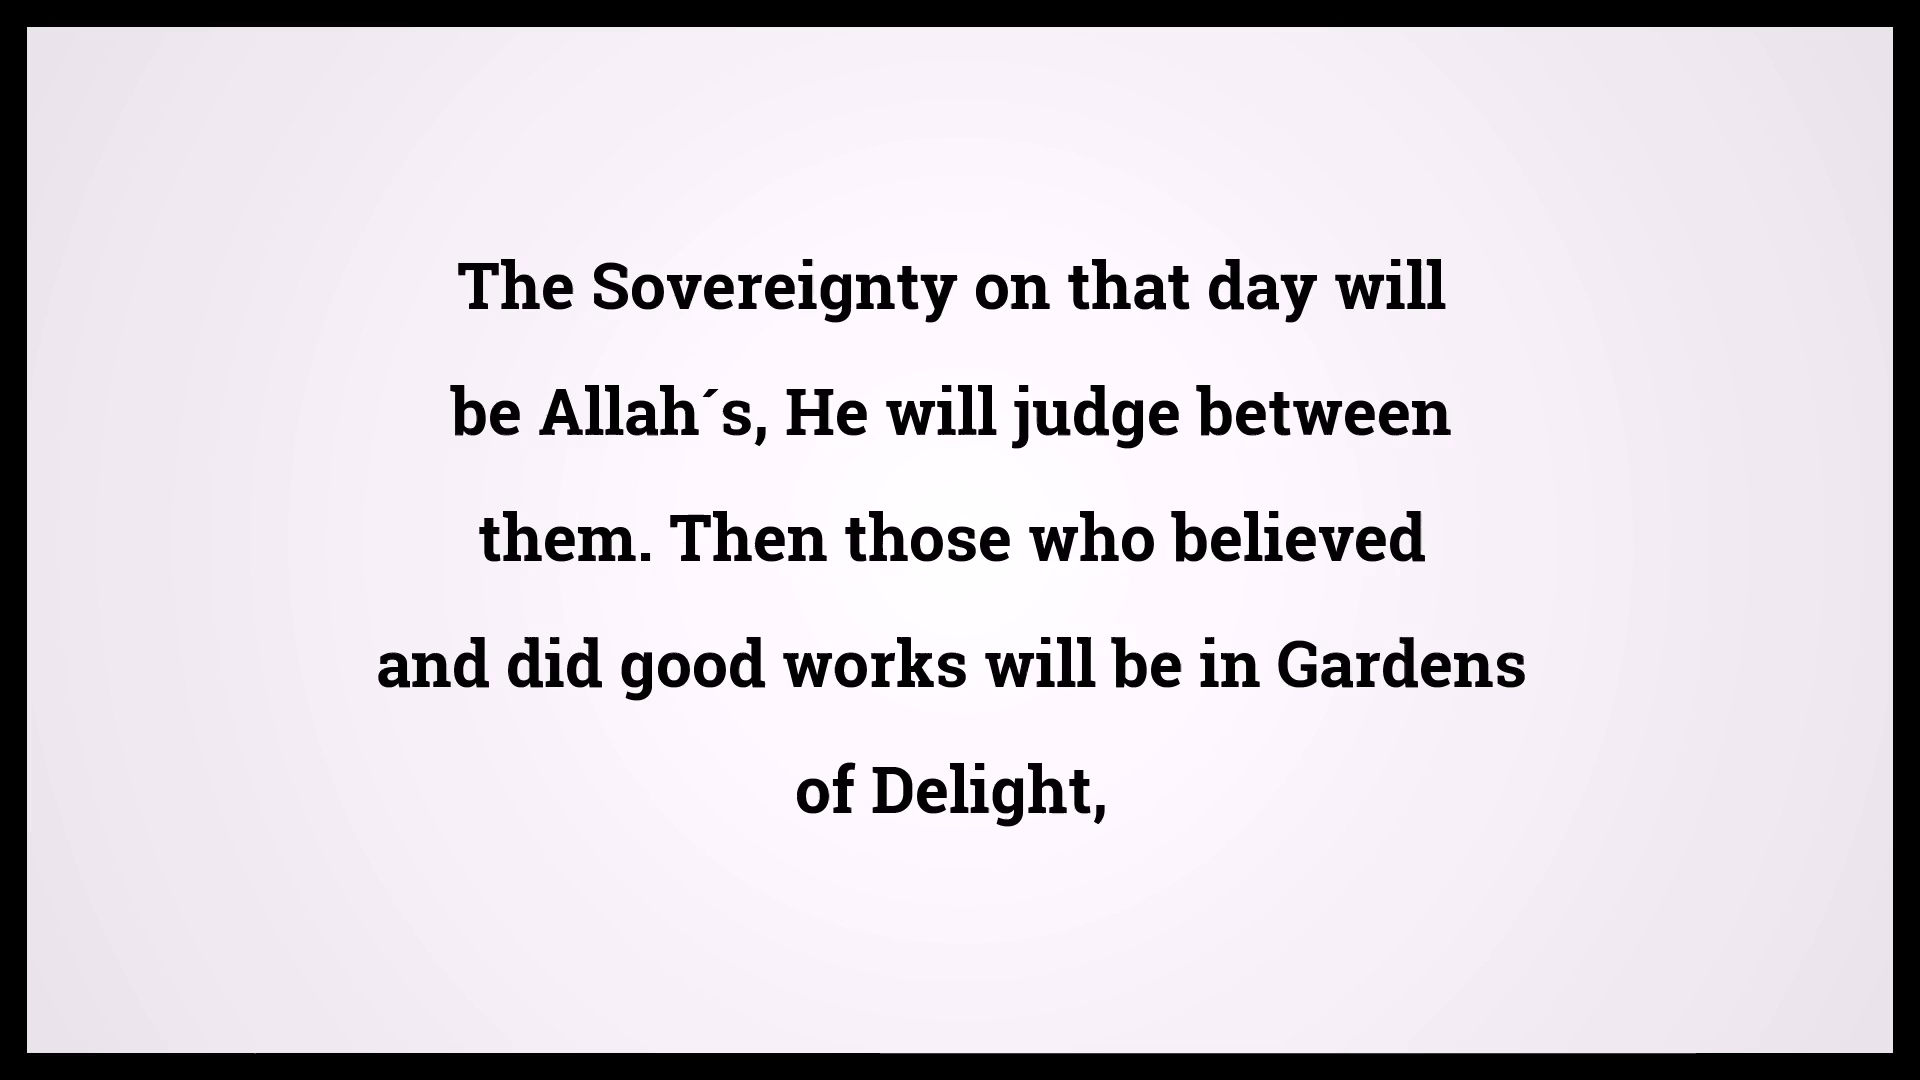 The Sovereignty on that day will
be Allah´s, He will judge between
them. Then those who believed
and did good works will be in Gardens
of Delight,